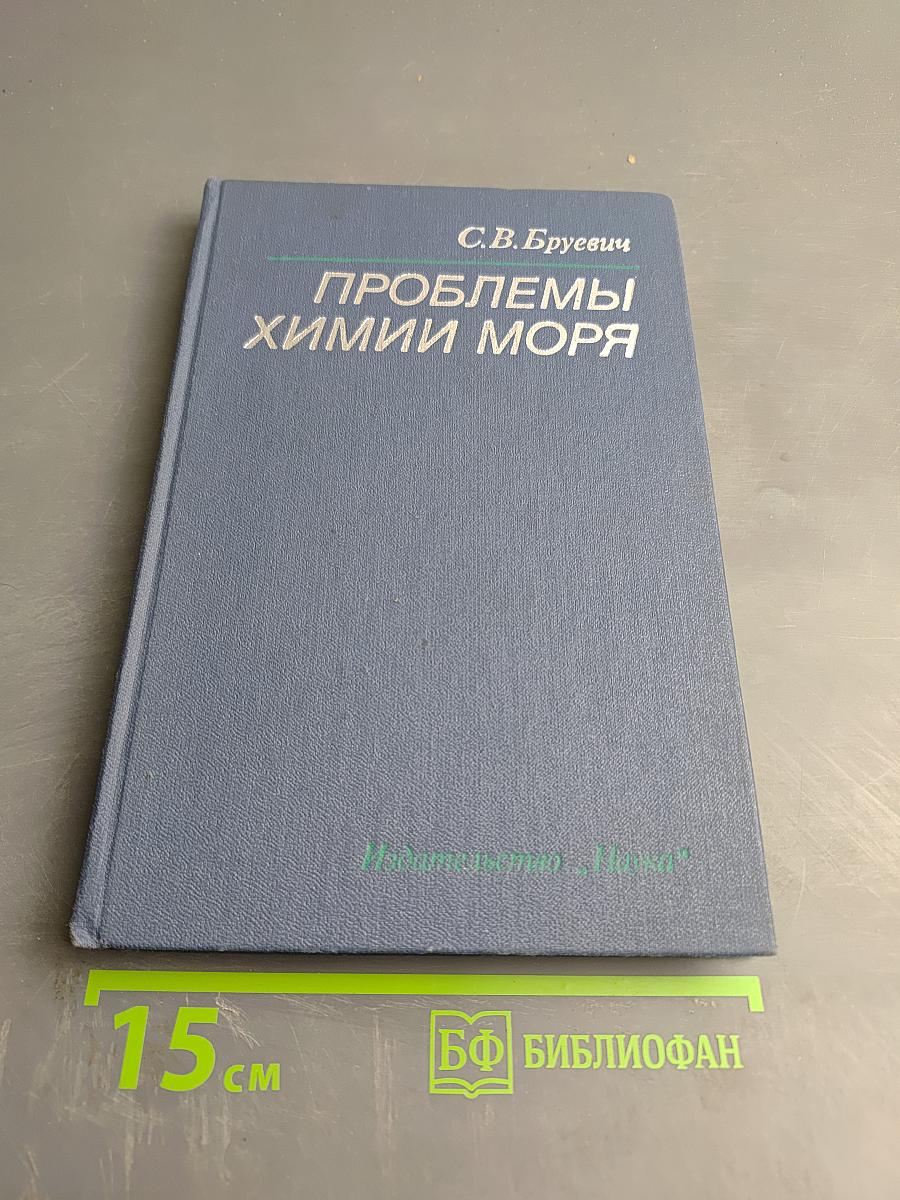 С.В.Бруевич
ПРОБЛЕМЫ
ХИМИИ МОРЯ
Издательство „Наука"
15 см
БФ БИБЛИОФАН